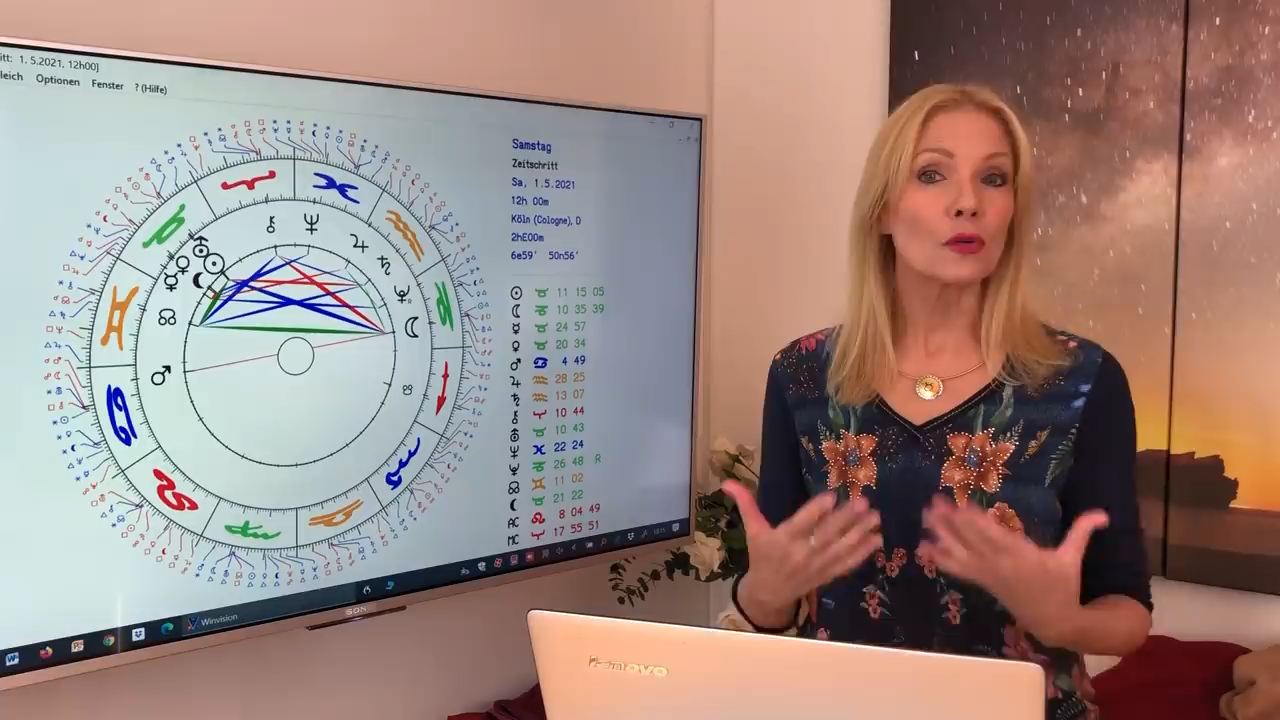 itt: 1. 5.2021, 12h00]
leich Optionen Fenster ? (Hilfe)
Samstag
Zeitschritt
Sa, 1.5.2021
12h 00m
Köln (Cologne), D
2hE00m
6e59' 50n56'
11 15 05
10 35 39
24 57
20 34
4 49
28 25
13 07
10 44
10 43
22 24
26 48 R
11 02
21 22
AC 8 04 49
MC 17 55 51
Winvision
SONY
lenovo